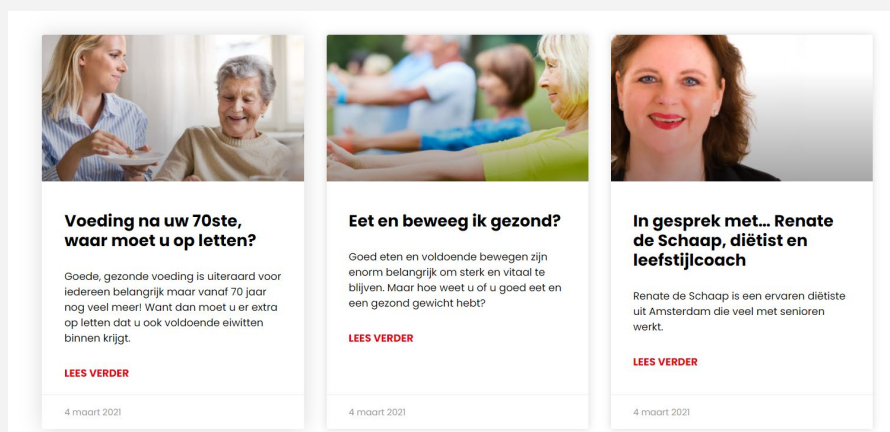 Voeding na uw 70ste,
waar moet u op letten?
Goede, gezonde voeding is uiteraard voor
iedereen belangrijk maar vanaf 70 jaar
nog veel meer! Want dan moet u er extra
op letten dat u ook voldoende eiwitten
binnen krijgt.
LEES VERDER
4 maart 2021
Eet en beweeg ik gezond?
Goed eten en voldoende bewegen zijn
enorm belangrijk om sterk en vitaal te
blijven. Maar hoe weet u of u goed eet en
een gezond gewicht hebt?
LEES VERDER
4 maart 2021
In gesprek met... Renate
de Schaap, diëtist en
leefstijlcoach
Renate de Schaap is een ervaren diëtiste
uit Amsterdam die veel met senioren
werkt.
LEES VERDER
4 maart 2021